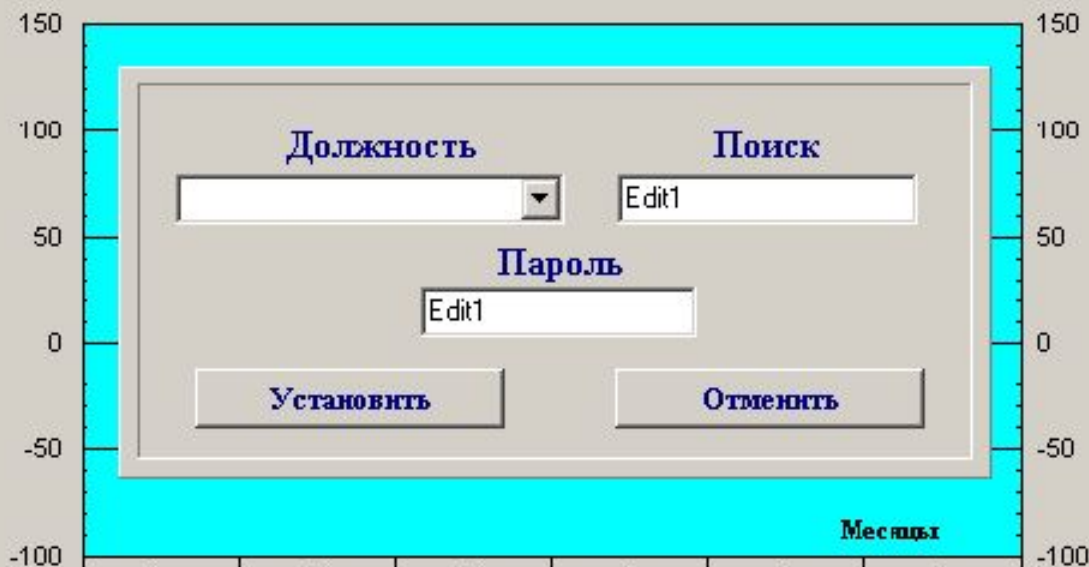 150 150
100 100
Должность Поиск
Edit1
50 50
Пароль
Edit1
0 0
Установить Отменить
-50 -50
Месяцы
-100 -100